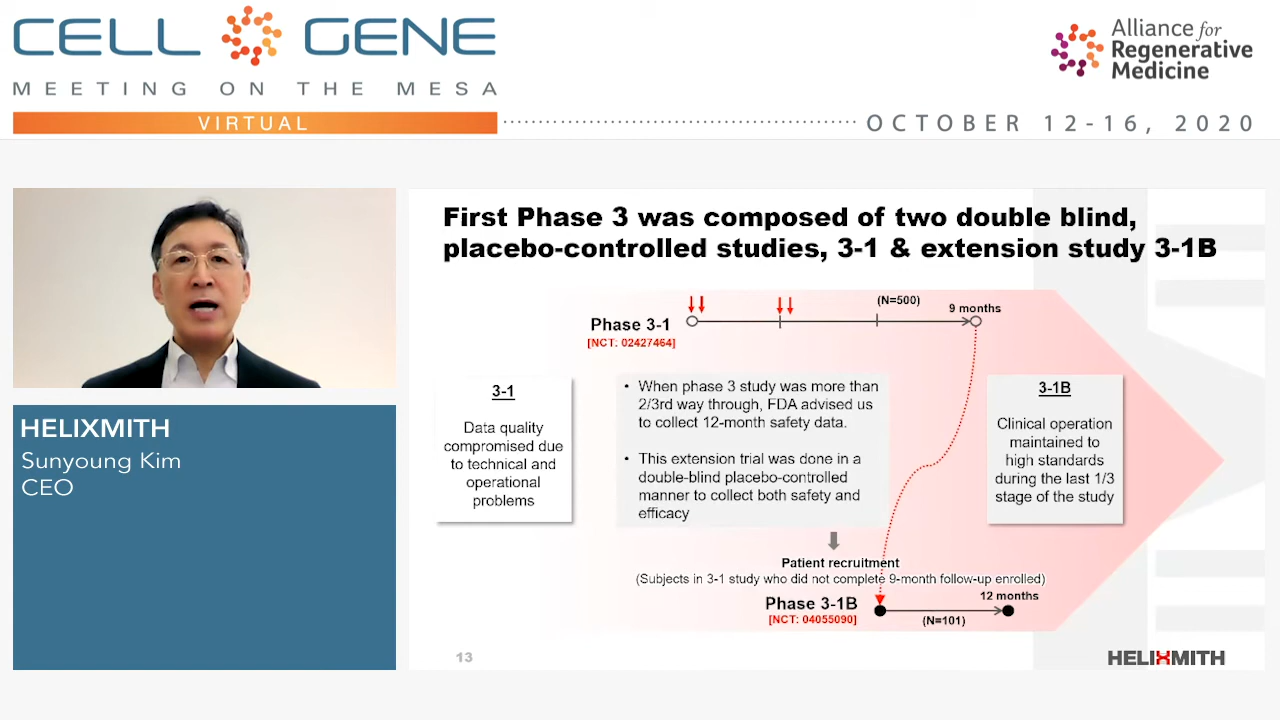 CELL GENE
MEETING ON THE MESA
VIRTUAL
Alliance for
Regenerative
Medicine
OCTOBER 12-16, 2020
HELIXMITH
Sunyoung Kim
CEO
First Phase 3 was composed of two double blind,
placebo-controlled studies, 3-1 & extension study 3-1B
(N=500)
9 months
Phase 3-1
[NCT: 02427464]
3-1
Data quality
compromised due
to technical and
operational
problems
• When phase 3 study was more than
2/3rd way through, FDA advised us
to collect 12-month safety data.
• This extension trial was done in a
double-blind placebo-controlled
manner to collect both safety and
efficacy
3-1B
Clinical operation
maintained to
high standards
during the last 1/3
stage of the study
Patient recruitment
(Subjects in 3-1 study who did not complete 9-month follow-up enrolled)
12 months
Phase 3-1B
[NCT: 04055090]
(N=101)
13
HELIXMITH